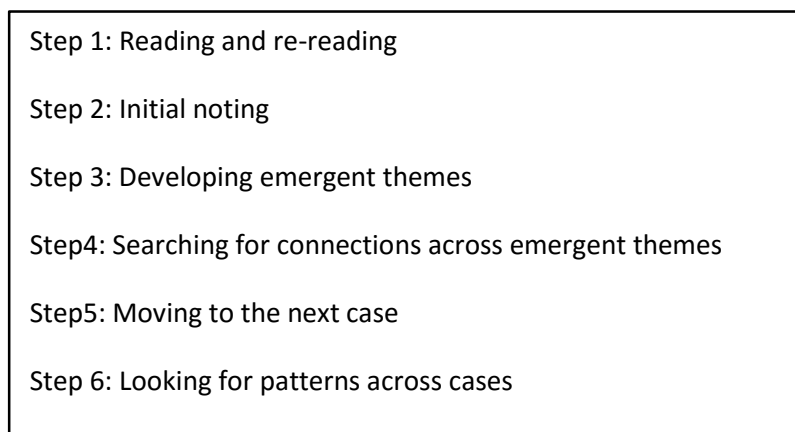 Step 1: Reading and re-reading
Step 2: Initial noting
Step 3: Developing emergent themes
Step4: Searching for connections across emergent themes
Step5: Moving to the next case
Step 6: Looking for patterns across cases